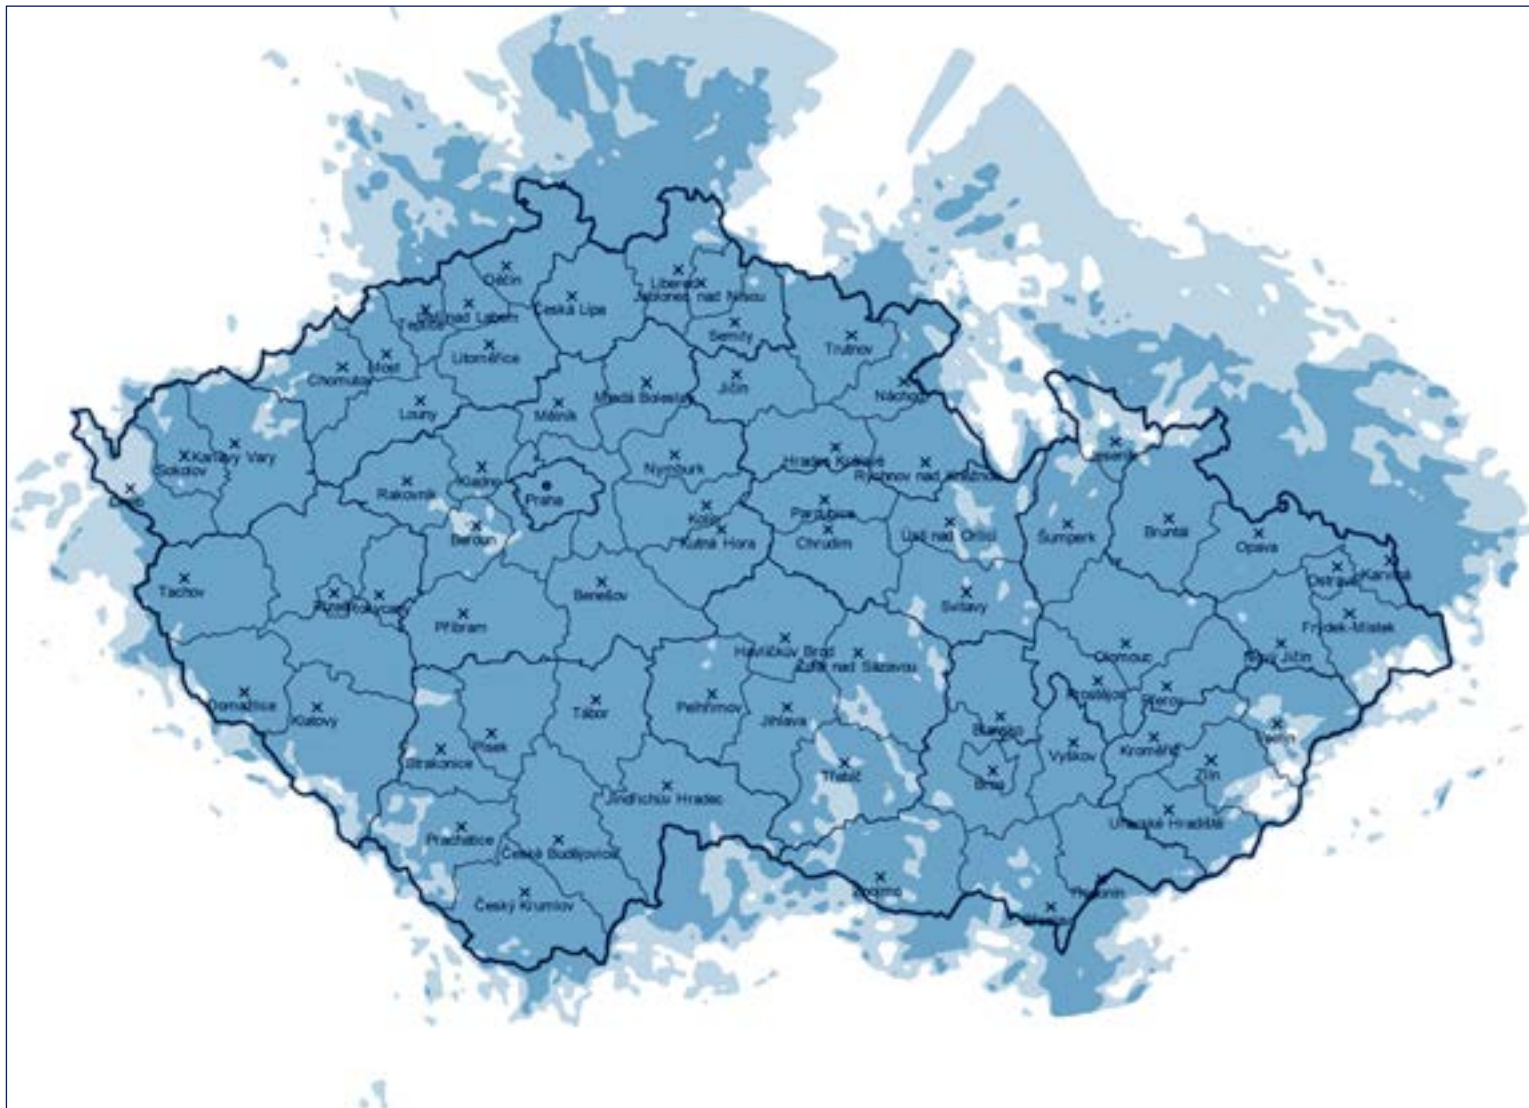 Děčín
Liberec
Jablonec nad Nisou
Česká Lípa
Teplice
Ústí nad Labem
Semily
Trutnov
Litoměřice
Most
Chomutov
Jičín
Náchod
Mladá Boleslav
Louny
Mělník
Karlovy Vary
Sokolov
Nymburk
Hradec Králové
Rychnov nad Kněžnou
Jeseník
Rakovník
Kladno
Praha
Kolín
Pardubice
Beroun
Kutná Hora
Chrudim
Ústí nad Orlicí
Šumperk
Bruntál
Opava
Ostrava
Karviná
Tachov
Rokycany
Benešov
Svitavy
Příbram
Frýdek-Místek
Havlíčkův Brod
Žďár nad Sázavou
Olomouc
Nový Jičín
Domažlice
Klatovy
Tábor
Pelhřimov
Jihlava
Prostějov
Přerov
Písek
Blansko
Vyškov
Kroměříž
Vsetín
Strakonice
Třebíč
Brno
Zlín
Jindřichův Hradec
Uherské Hradiště
Prachatice
České Budějovice
Český Krumlov
Znojmo
Hodonín